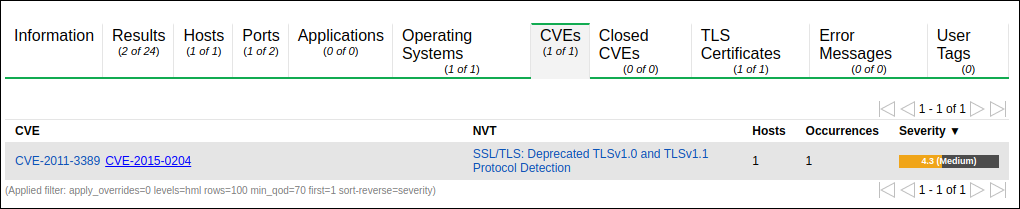 Information Results Hosts Ports Applications Operating CVEs Closed TLS Error User
(2 of 24) (1 of 1) (1 of 2) (0 of 0) Systems (1 of 1) CVEs Certificates Messages Tags
(1 of 1) (0 of 0) (1 of 1) (0 of 0) (0)
1 - 1 of 1
CVE NVT Hosts Occurrences Severity ▼
CVE-2011-3389 CVE-2015-0204 SSL/TLS: Deprecated TLSv1.0 and TLSv1.1 1 1 4.3 (Medium)
Protocol Detection
(Applied filter: apply_overrides=0 levels=hml rows=100 min_qod=70 first=1 sort-reverse=severity) 1 - 1 of 1